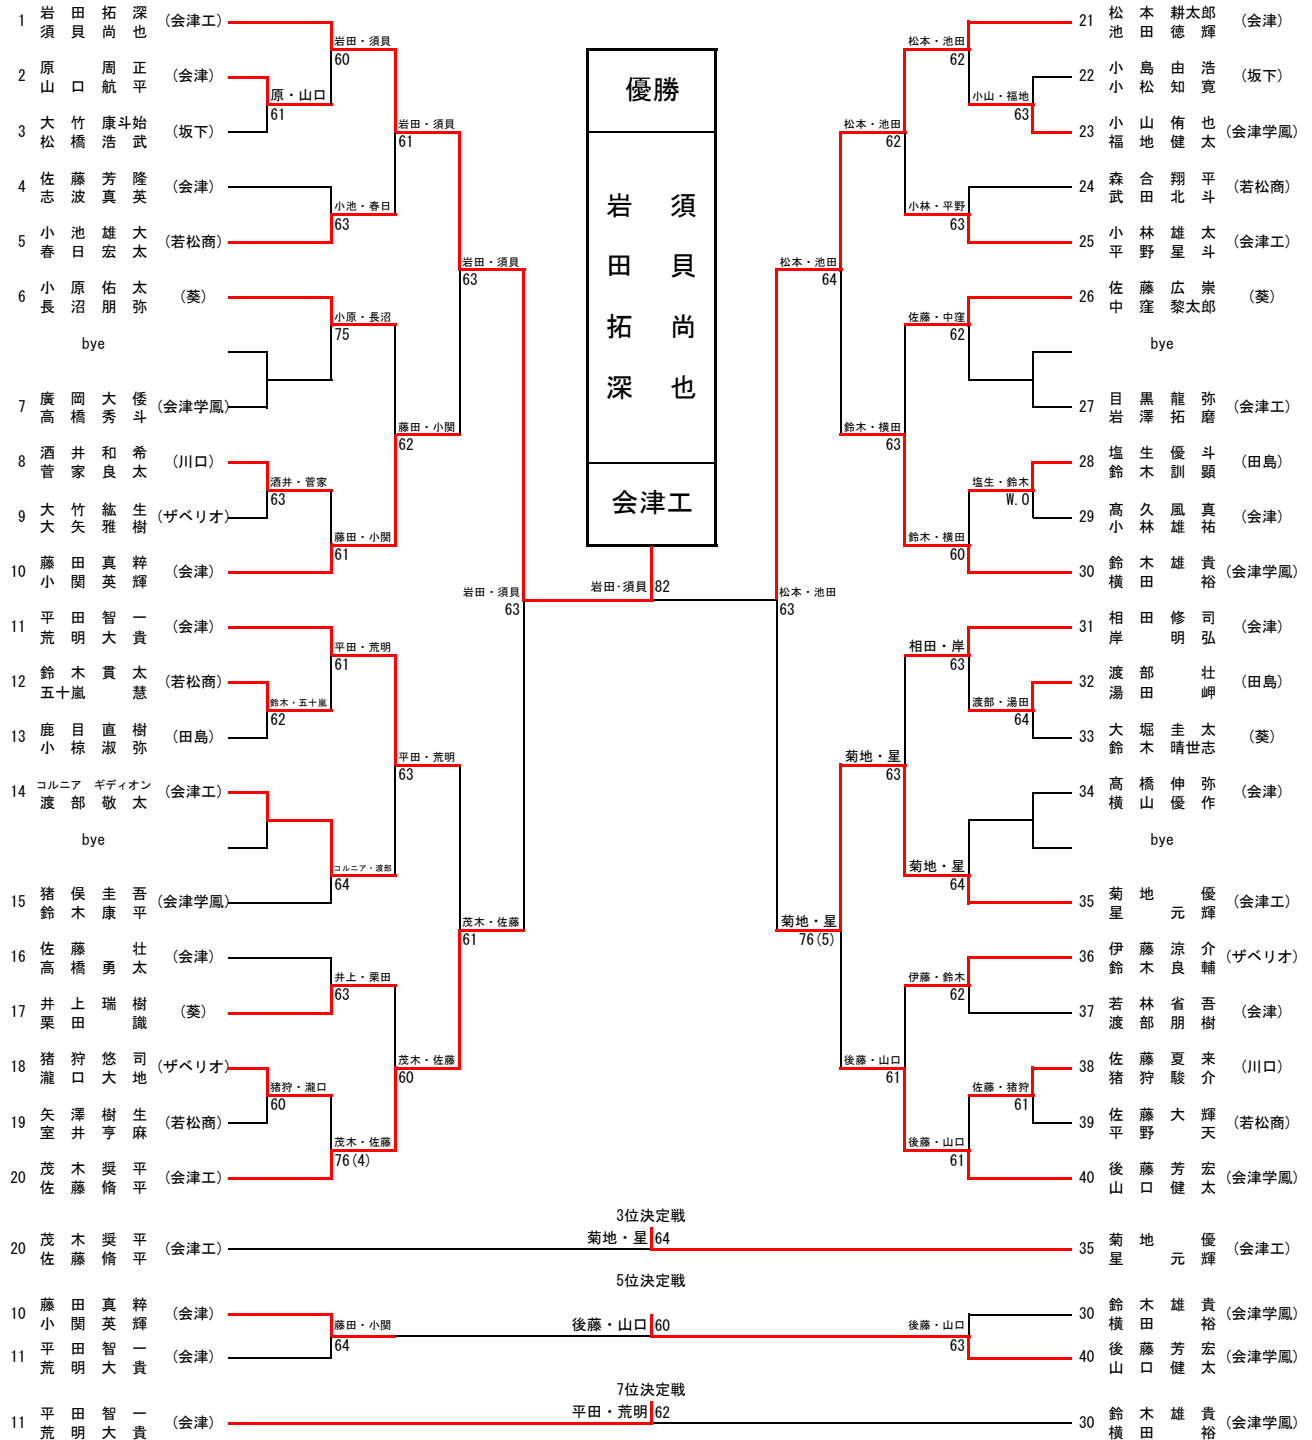 1 岩田拓深 (会津工)
須貝尚也
2 原周正 (会津)
山口航平
3 大竹康斗始 (坂下)
松橋浩武
4 佐藤芳隆 (会津)
志波真英
5 小池雄大 (若松商)
春日宏太
6 小原佑太 (葵)
長沼朋弥
bye
7 廣岡大倭 (会津学鳳)
高橋秀斗
8 酒井和希 (川口)
菅家良太
9 大竹紘生 (ザベリオ)
大矢雅樹
10 藤田真粋 (会津)
小関英輝
11 平田智一 (会津)
荒明大貴
12 鈴木貫太 (若松商)
五十嵐慧
13 鹿目直樹 (田島)
小椋淑弥
14 コルニア ギディオン (会津工)
渡部敬太
bye
15 猪俣圭吾 (会津学鳳)
鈴木康平
16 佐藤壮 (会津)
高橋勇太
17 井上瑞樹 (葵)
栗田識
18 猪狩悠司 (ザベリオ)
瀧口大地
19 矢澤樹生 (若松商)
室井亨麻
20 茂木奨平 (会津工)
佐藤脩平
原・山口
61
酒井・菅家
63
鈴木・五十嵐
62
猪狩・瀧口
60
岩田・須貝
60
小池・春日
63
小原・長沼
75
藤田・小関
61
平田・荒明
61
コルニア・渡部
64
井上・栗田
63
茂木・佐藤
76(4)
岩田・須貝
61
藤田・小関
62
平田・荒明
63
茂木・佐藤
60
岩田・須貝
63
茂木・佐藤
61
岩田・須貝
63
優勝
岩田拓深
須貝尚也
会津工
岩田・須貝 82
松本・池田
63
松本・池田
64
菊地・星
76(5)
松本・池田
62
鈴木・横田
63
菊地・星
63
後藤・山口
61
松本・池田
62
小林・平野
63
佐藤・中窪
62
鈴木・横田
60
相田・岸
63
菊地・星
64
伊藤・鈴木
62
後藤・山口
61
小山・福地
63
塩生・鈴木
W.O
渡部・湯田
64
佐藤・猪狩
61
21 松本耕太郎 (会津)
池田徳輝
22 小島由浩 (坂下)
小松知寛
23 小山侑也 (会津学鳳)
福地健太
24 森合翔平 (若松商)
武田北斗
25 小林雄太 (会津工)
平野星斗
26 佐藤広崇 (葵)
中窪黎太郎
bye
27 目黒龍弥 (会津工)
岩澤拓磨
28 塩生優斗 (田島)
鈴木訓顕
29 髙久風真 (会津)
小林雄祐
30 鈴木雄貴 (会津学鳳)
横田裕
31 相田修司 (会津)
岸明弘
32 渡部壮 (田島)
湯田岬
33 大堀圭太 (葵)
鈴木晴世志
34 髙橋伸弥 (会津)
横山優作
bye
35 菊地優 (会津工)
星元輝
36 伊藤涼介 (ザベリオ)
鈴木良輔
37 若林省吾 (会津)
渡部朋樹
38 佐藤夏来 (川口)
猪狩駿介
39 佐藤大輝 (若松商)
平野天
40 後藤芳宏 (会津学鳳)
山口健太
3位決定戦
20 茂木奨平 (会津工)
佐藤脩平
菊地・星 64
35 菊地優 (会津工)
星元輝
5位決定戦
10 藤田真粋 (会津)
小関英輝
11 平田智一 (会津)
荒明大貴
藤田・小関
64
後藤・山口 60
後藤・山口
63
30 鈴木雄貴 (会津学鳳)
横田裕
40 後藤芳宏 (会津学鳳)
山口健太
7位決定戦
11 平田智一 (会津)
荒明大貴
平田・荒明 62
30 鈴木雄貴 (会津学鳳)
横田裕